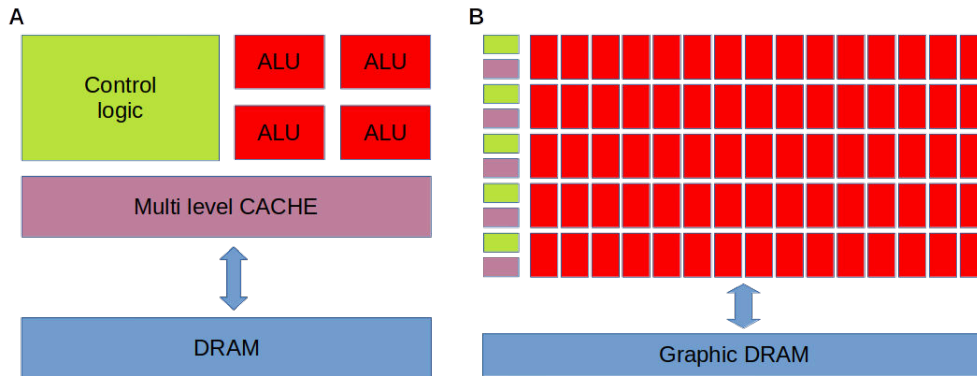 A
B
ALU
ALU
Control
logic
ALU
ALU
Multi level CACHE
DRAM
Graphic DRAM